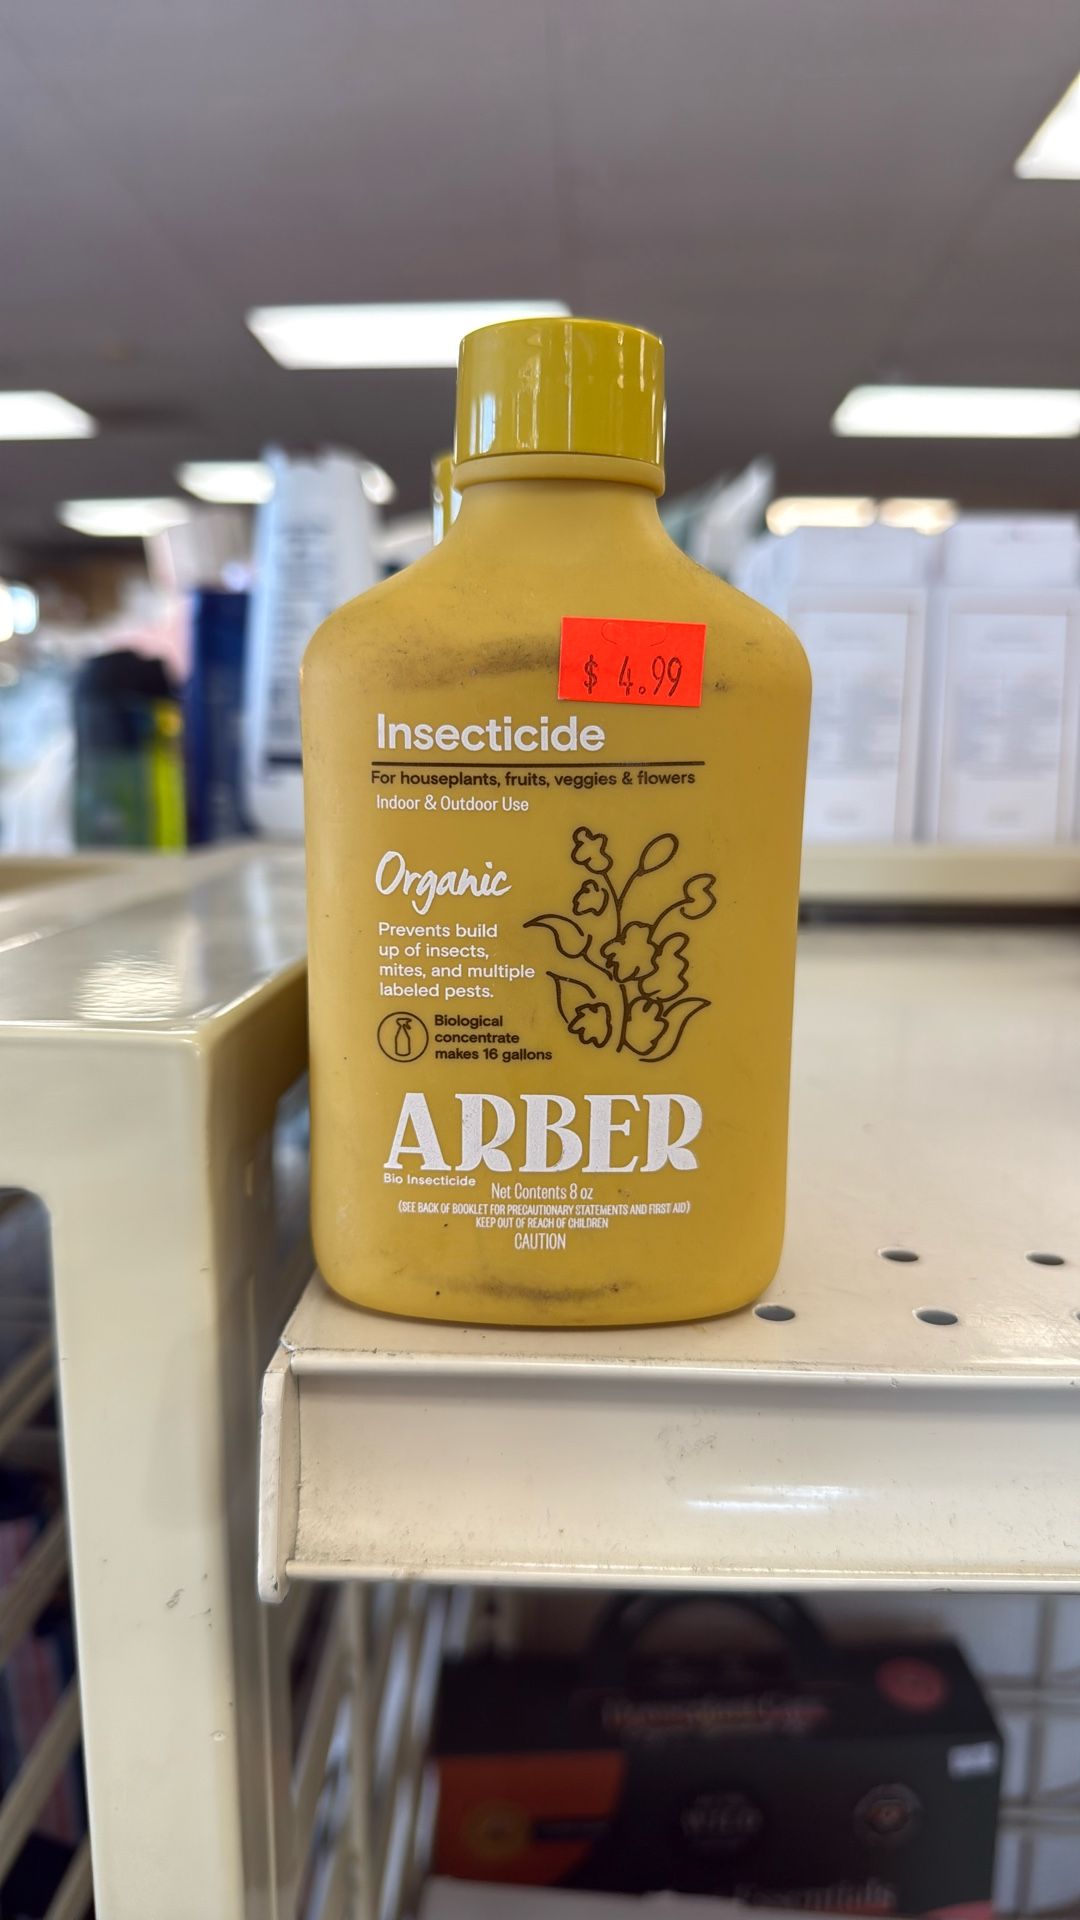 $ 4.99
Insecticide
For houseplants, fruits, veggies & flowers
Indoor & Outdoor Use
Organic
Prevents build
up of insects,
mites, and multiple
labeled pests.
Biological
concentrate
makes 16 gallons
ARBER
Bio Insecticide
Net Contents 8 oz
(SEE BACK OF BOOKLET FOR PRECAUTIONARY STATEMENTS AND FIRST AID)
KEEP OUT OF REACH OF CHILDREN
CAUTION